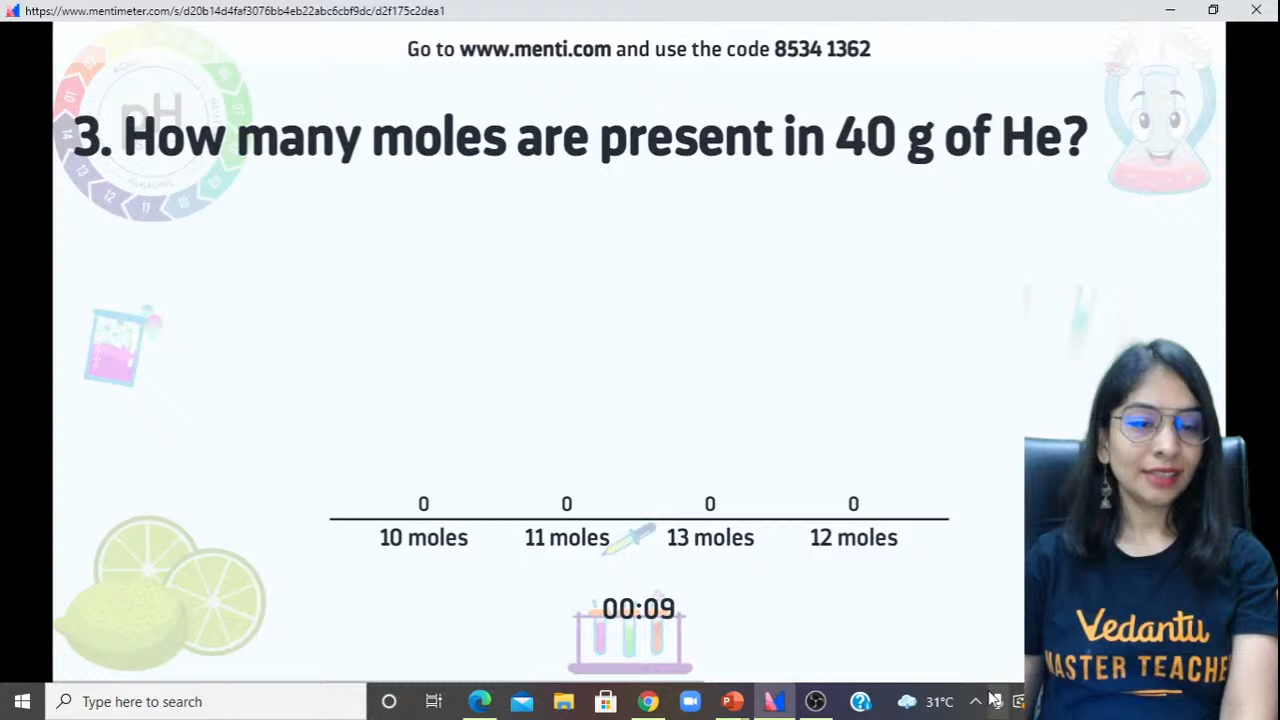 https://www.mentimeter.com/s/d20b14d4faf3076bb4eb22abc6cbf9dc/d2f175c2dea1
Go to www.menti.com and use the code 8534 1362
pH
3. How many moles are present in 40 g of He?
0 0 0 0
10 moles 11 moles 13 moles 12 moles
00:09
Vedantu
MASTER TEACHE
Type here to search
31°C